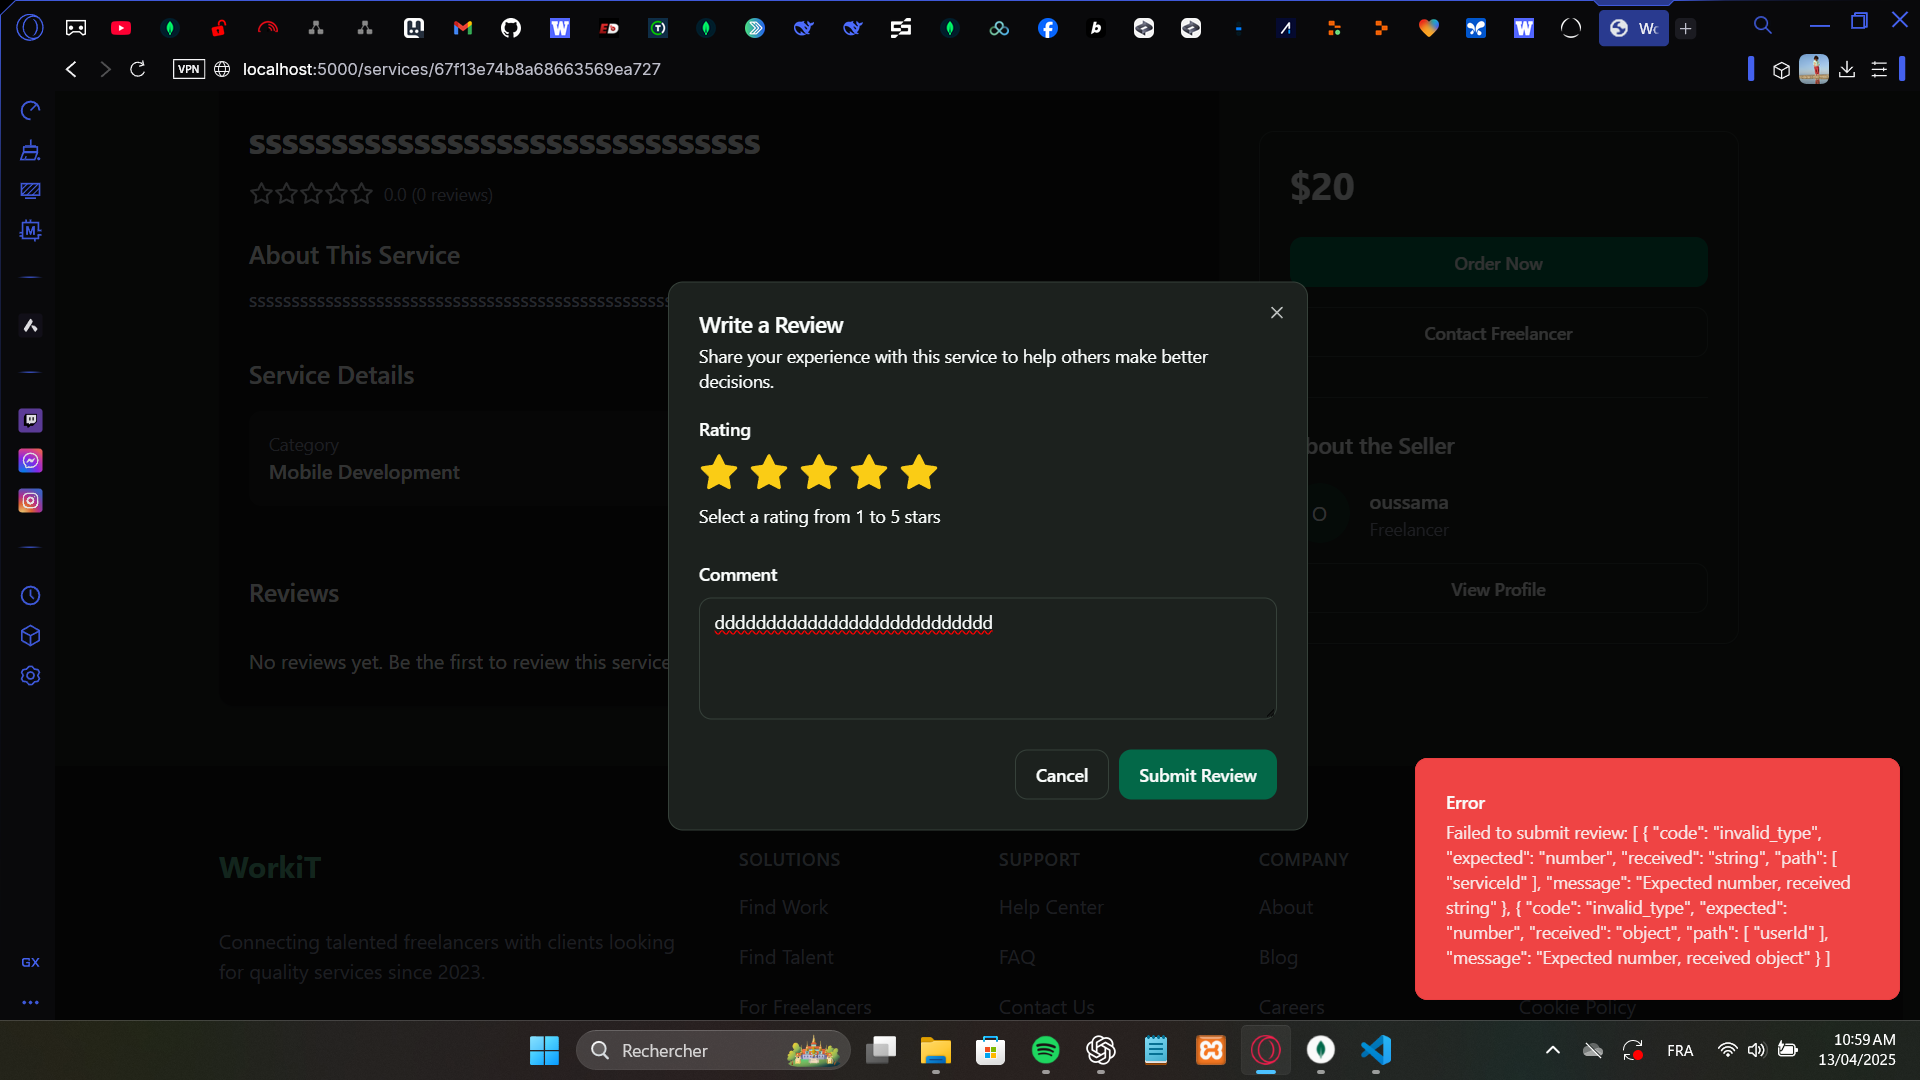 Wo
VPN
localhost:5000/services/67f13e74b8a68663569ea727
sssssssssssssssssssssssssssssss
0.0 (0 reviews)
$20
Order Now
About This Service
Contact Freelancer
Write a Review
Share your experience with this service to help others make better
decisions.
Service Details
Rating
bout the Seller
Category
Mobile Development
O
oussama
Freelancer
Select a rating from 1 to 5 stars
Comment
View Profile
Reviews
ddddddddddddddddddddddddddd
No reviews yet. Be the first to review this service
Cancel
Submit Review
Error
Failed to submit review: [ { "code": "invalid_type",
"expected": "number", "received": "string", "path": [
"serviceId" ], "message": "Expected number, received
string" }, { "code": "invalid_type", "expected":
"number", "received": "object", "path": [ "userId" ],
"message": "Expected number, received object" } ]
WorkiT
SOLUTIONS
SUPPORT
COMPANY
Find Work
Help Center
About
Connecting talented freelancers with clients looking
for quality services since 2023.
Find Talent
FAQ
Blog
For Freelancers
Contact Us
Careers
Cookie Policy
GX
Rechercher
FRA
10:59 AM
13/04/2025